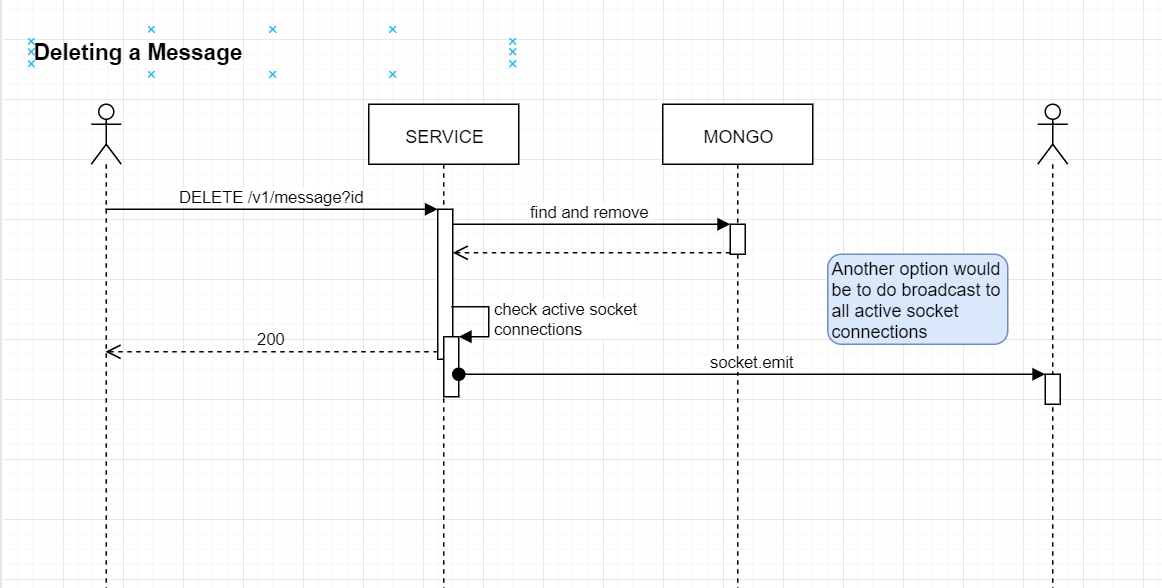 Deleting a Message
SERVICE
MONGO
DELETE /v1/message?id
find and remove
Another option would
be to do broadcast to
all active socket
connections
check active socket
connections
200
socket.emit